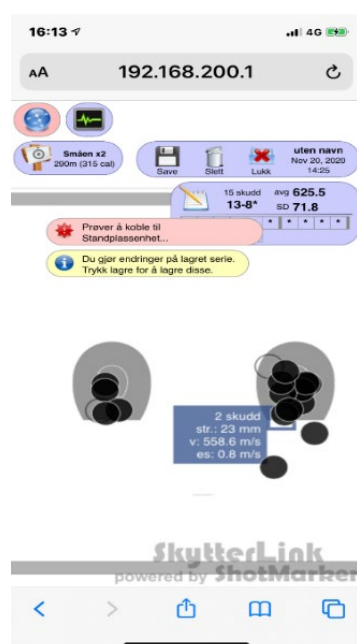 16:13
4G
AA
192.168.200.1
Småen x2
290m (315 cal)
Save
Slett
Lukk
uten navn
Nov 20, 2020
14:25
15 skudd
13-8*
avg 625.5
SD 71.8
* * * * *
Prøver å koble til
Standplassenhet...
Du gjør endringer på lagret serie.
Trykk lagre for å lagre disse.
2 skudd
str.: 23 mm
v: 558.6 m/s
es: 0.8 m/s
SkytterLink
powered by ShotMarker